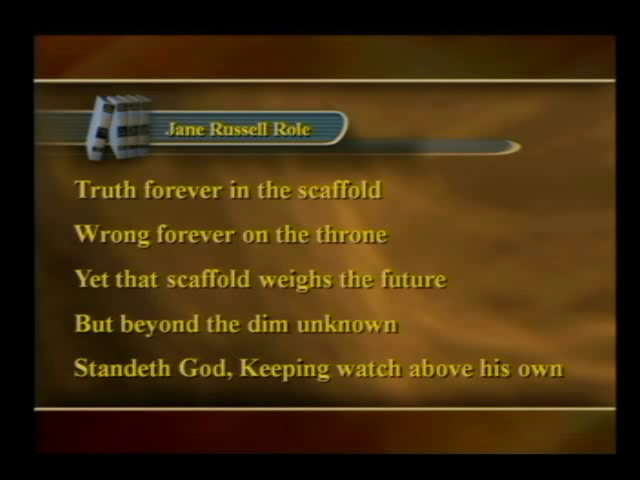 Jane Russell Role
Truth forever in the scaffold
Wrong forever on the throne
Yet that scaffold weighs the future
But beyond the dim unknown
Standeth God, Keeping watch above his own